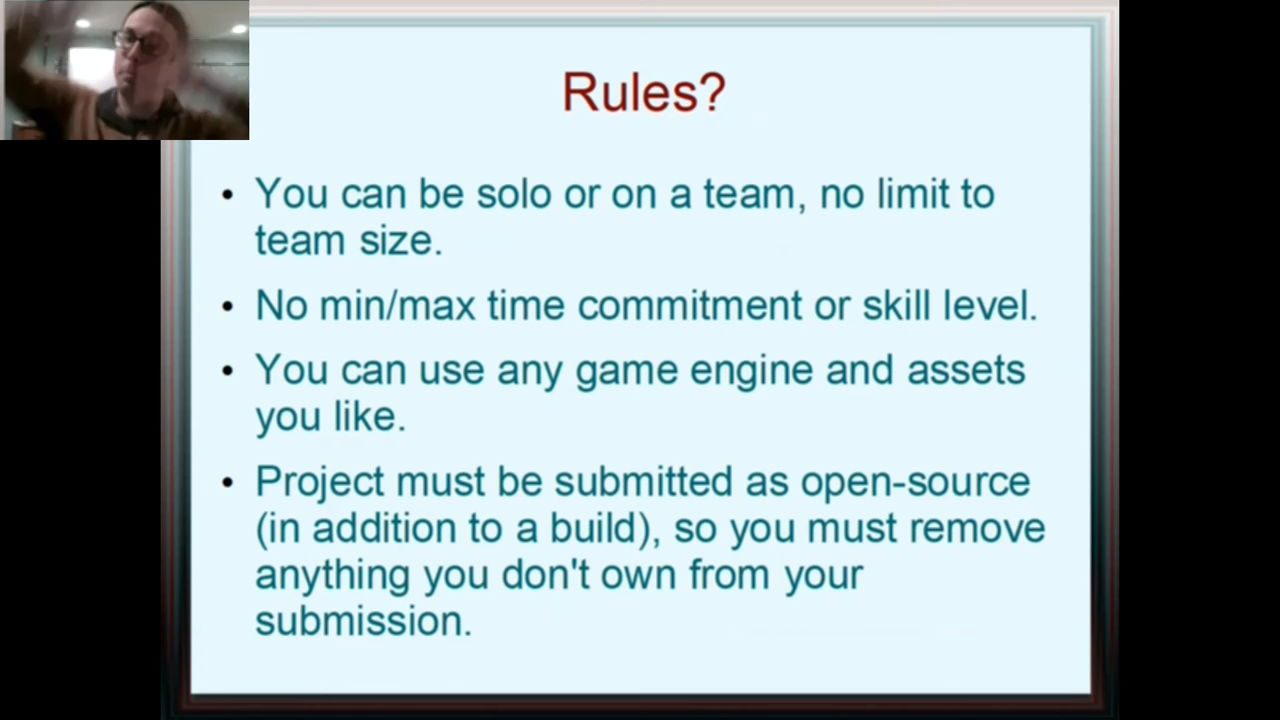 Rules?
• You can be solo or on a team, no limit to
team size.
• No min/max time commitment or skill level.
• You can use any game engine and assets
you like.
• Project must be submitted as open-source
(in addition to a build), so you must remove
anything you don't own from your
submission.